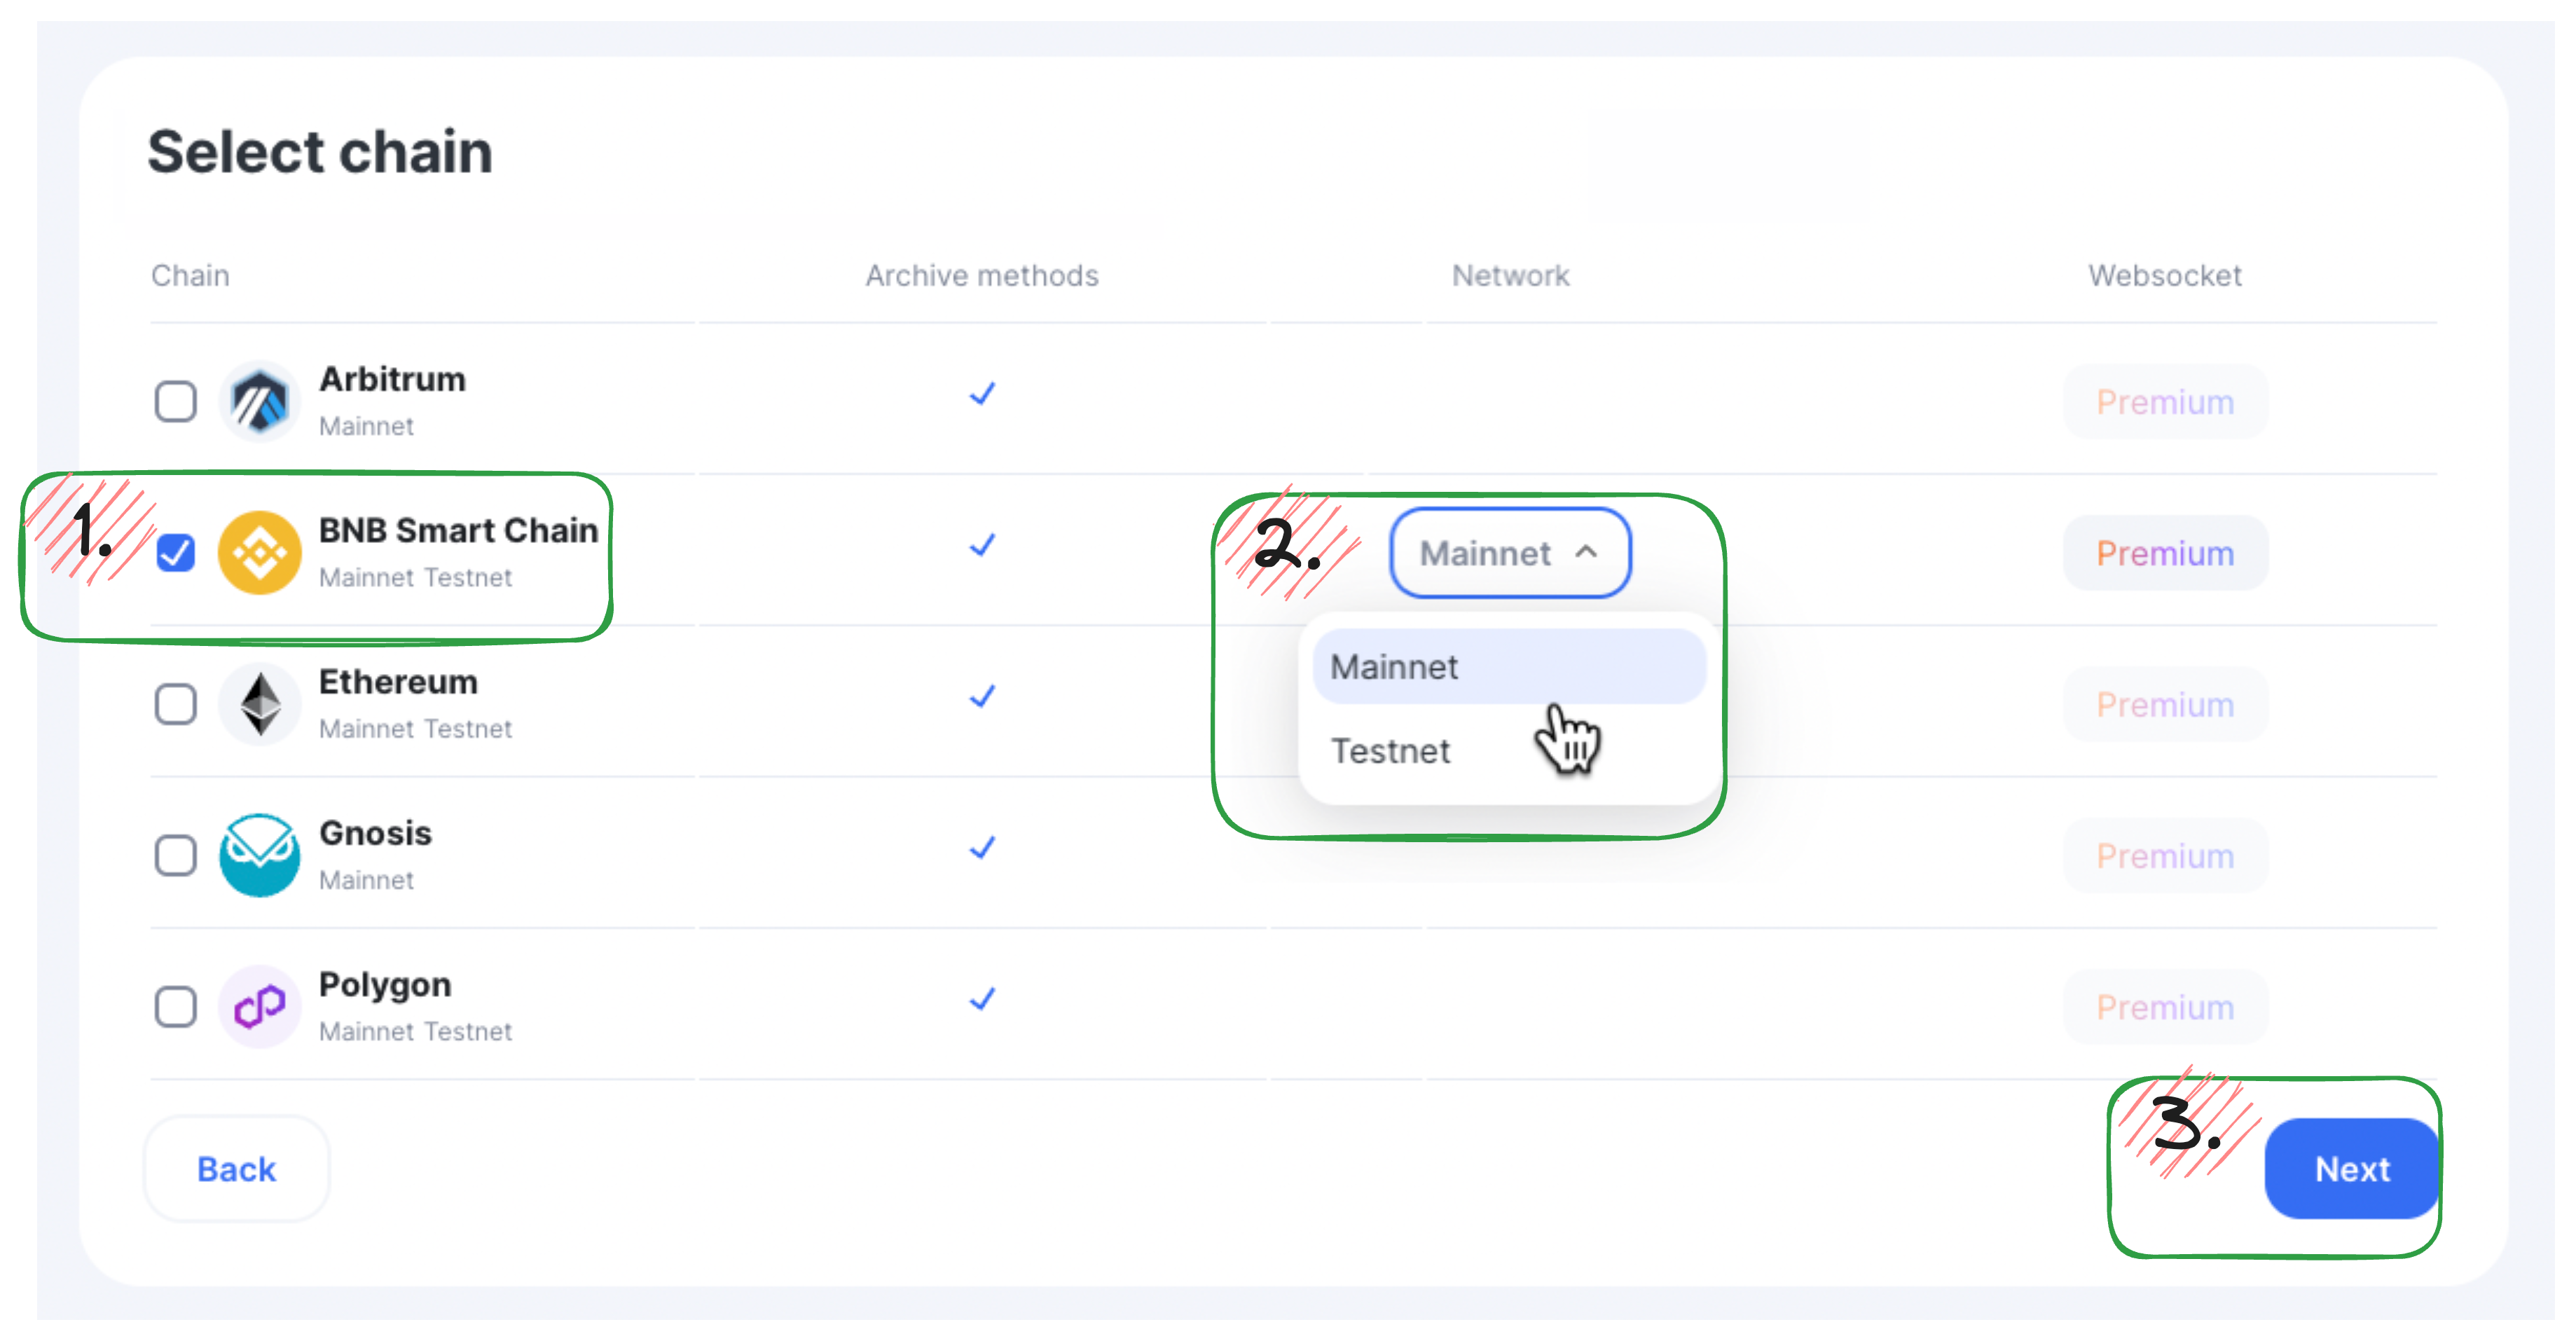 Select chain
Chain Archive methods Network Websocket
Arbitrum
Mainnet
Premium
1.
BNB Smart Chain
Mainnet Testnet
2.
Mainnet
Premium
Mainnet
Testnet
Ethereum
Mainnet Testnet
Premium
Gnosis
Mainnet
Premium
Polygon
Mainnet Testnet
Premium
Back
3.
Next